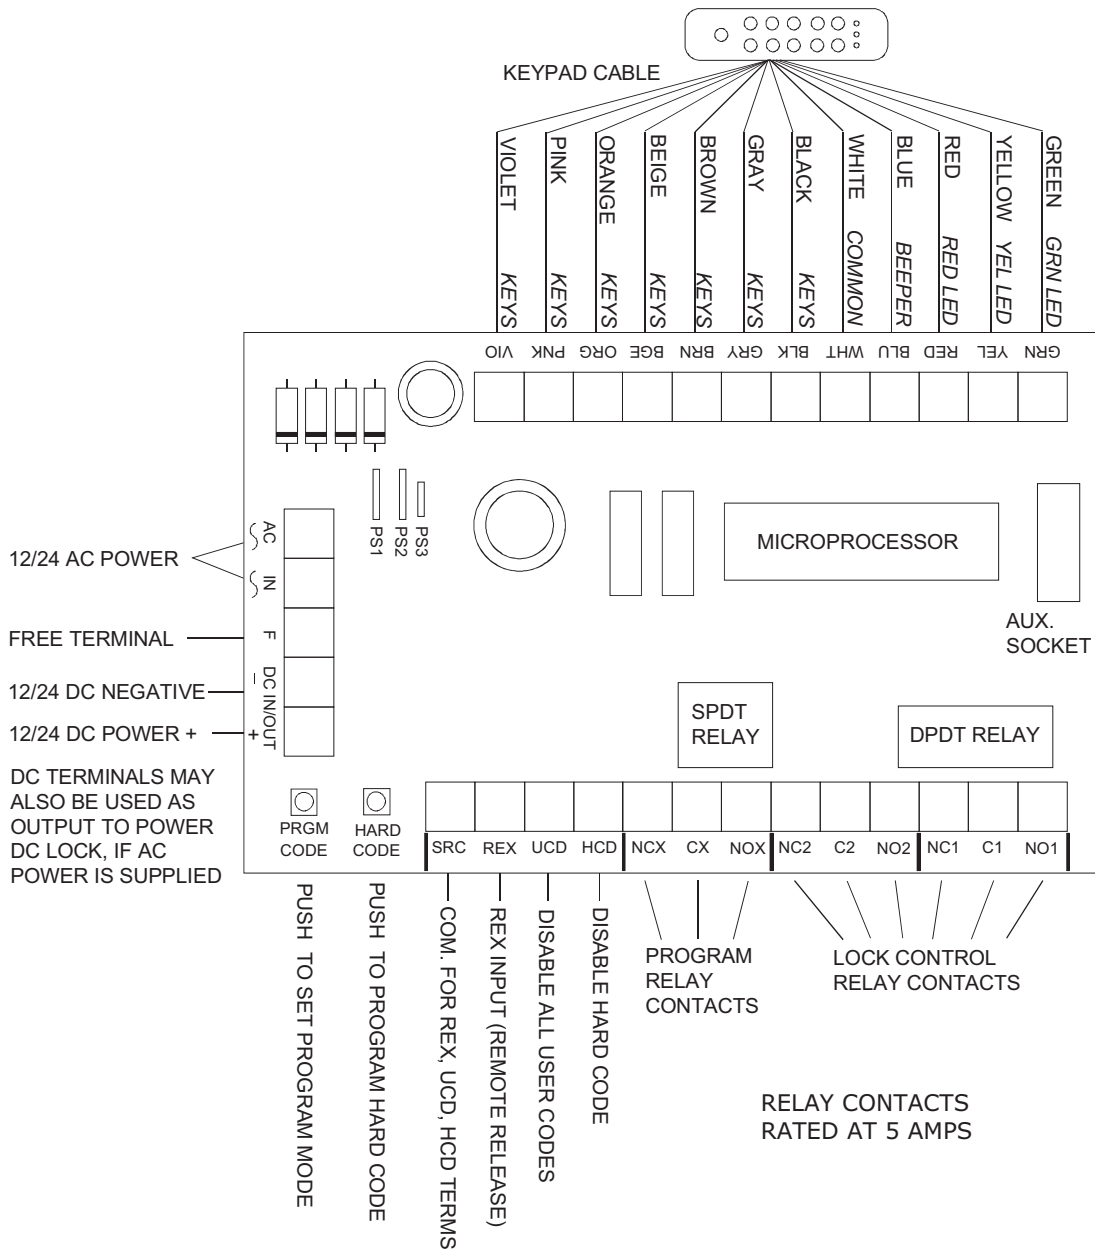 KEYPAD CABLE
VIOLET KEYS
PINK KEYS
ORANGE KEYS
BEIGE KEYS
BROWN KEYS
GRAY KEYS
BLACK KEYS
WHITE COMMON
BLUE BEEPER
RED RED LED
YELLOW YEL LED
GREEN GRN LED
VIO PNK ORG BGE BRN GRY BLK WHT BLU RED YEL GRN
PS1
PS2
PS3
MICROPROCESSOR
AUX.
SOCKET
12/24 AC POWER
FREE TERMINAL
12/24 DC NEGATIVE
12/24 DC POWER +
AC
IN
F
– DC IN/OUT +
DC TERMINALS MAY
ALSO BE USED AS
OUTPUT TO POWER
DC LOCK, IF AC
POWER IS SUPPLIED
SPDT
RELAY
DPDT RELAY
PRGM
CODE
HARD
CODE
SRC REX UCD HCD NCX CX NOX NC2 C2 NO2 NC1 C1 NO1
PUSH TO SET PROGRAM MODE
PUSH TO PROGRAM HARD CODE
COM. FOR REX, UCD, HCD TERMS
REX INPUT (REMOTE RELEASE)
DISABLE ALL USER CODES
DISABLE HARD CODE
PROGRAM
RELAY
CONTACTS
LOCK CONTROL
RELAY CONTACTS
RELAY CONTACTS
RATED AT 5 AMPS